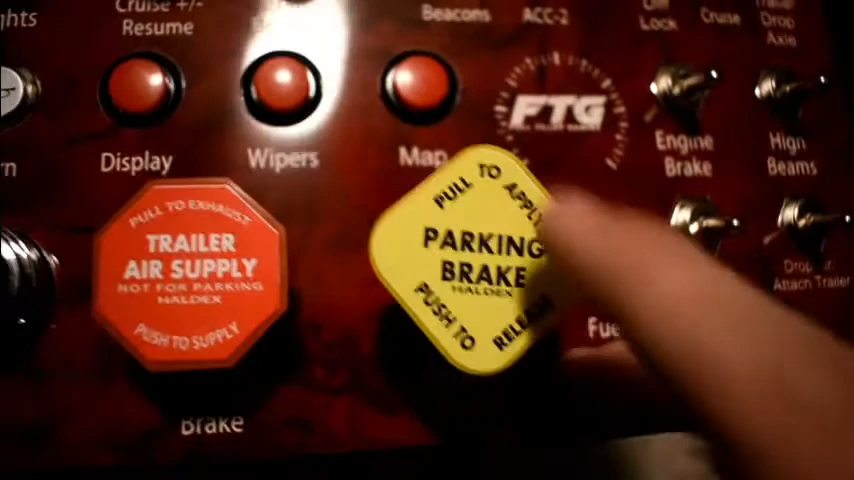 Cruise +/-
Resume
Beacons
ACC-2
Lock
Cruise
Drop
Axle
Display
Wipers
Map
FTG
Engine
Brake
High
Beams
PULL TO EXHAUST
TRAILER
AIR SUPPLY
NOT FOR PARKING
HALDEX
PUSH TO SUPPLY
PULL TO APPLY
PARKING
BRAKE
HALDEX
PUSH TO RELEASE
Attach Trailer
Brake